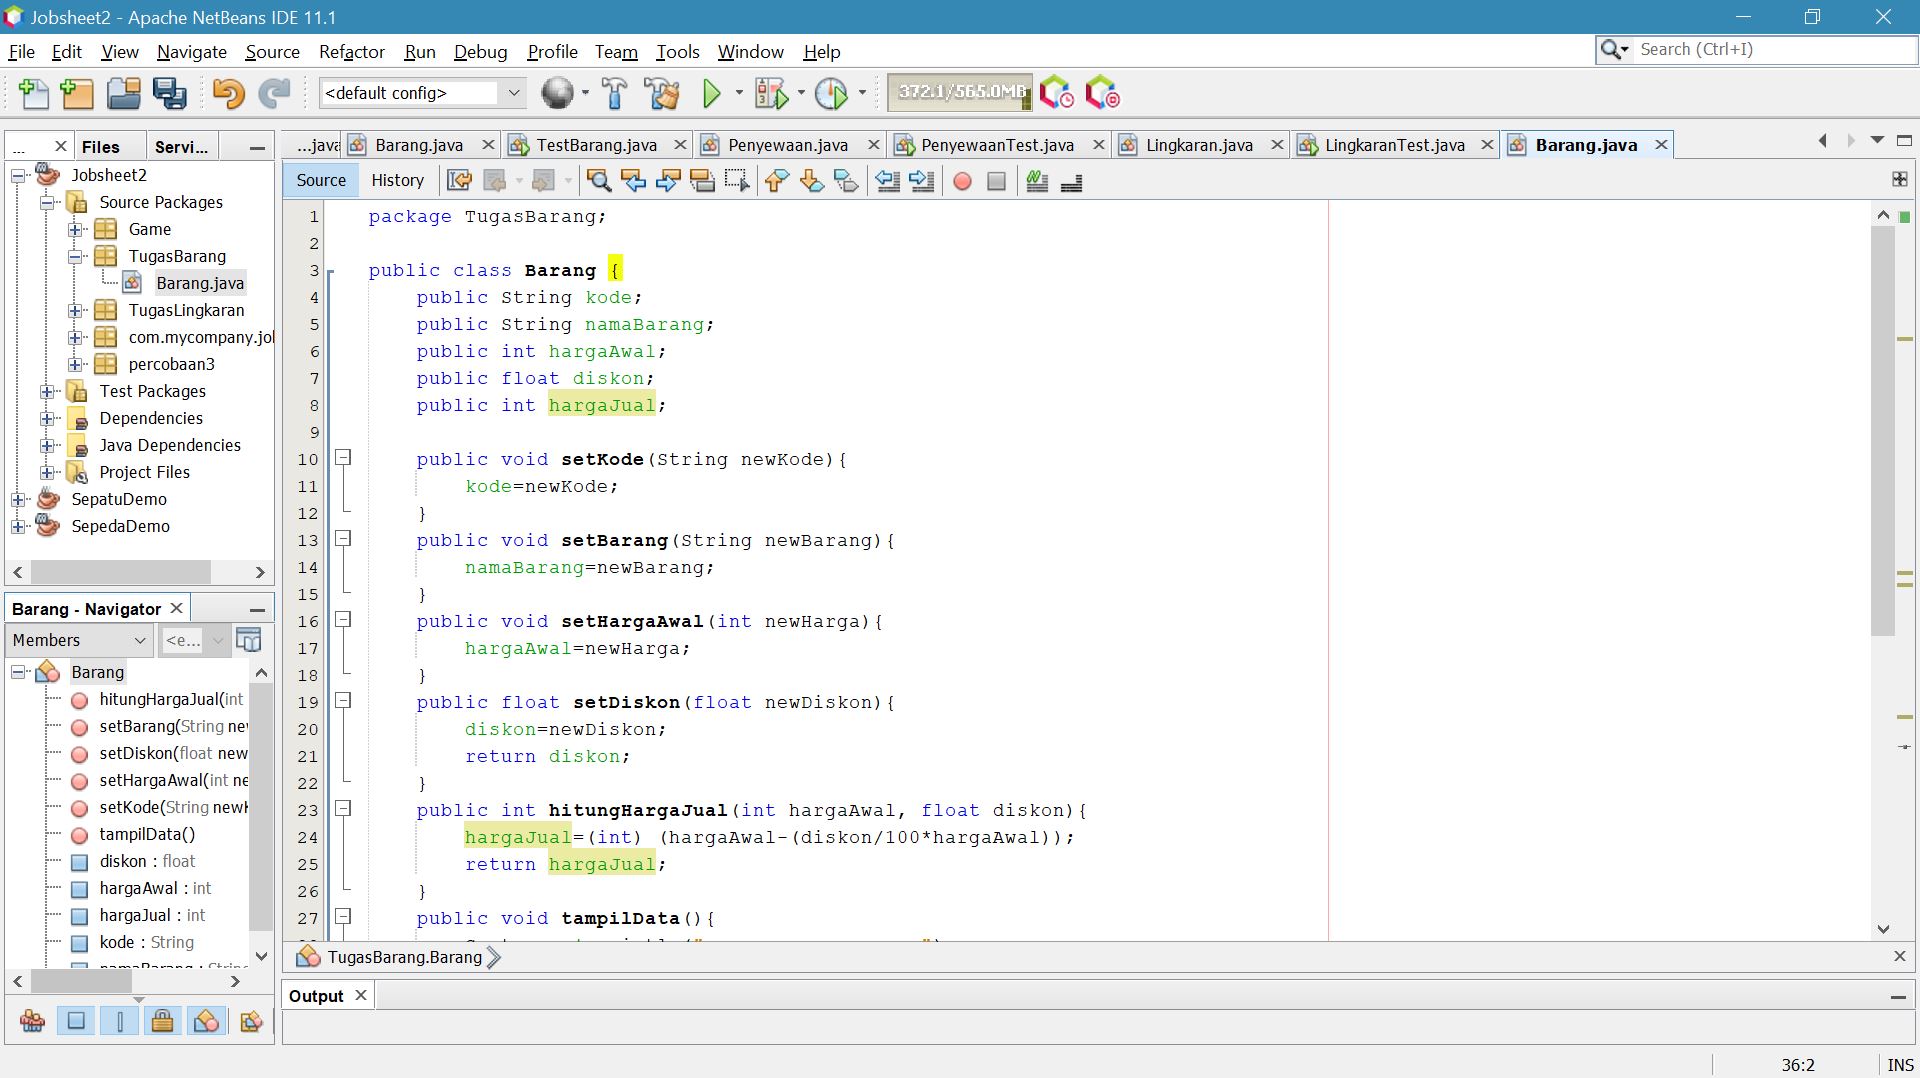 Jobsheet2 - Apache NetBeans IDE 11.1
File Edit View Navigate Source Refactor Run Debug Profile Team Tools Window Help
Search (Ctrl+I)
<default config>
372.1/565.0MB
... Files Servi...
Jobsheet2
Source Packages
Game
TugasBarang
Barang.java
TugasLingkaran
com.mycompany.jo
percobaan3
Test Packages
Dependencies
Java Dependencies
Project Files
SepatuDemo
SepedaDemo
Barang - Navigator
Members
<e...
Barang
hitungHargaJual(int
setBarang(String ne
setDiskon(float new
setHargaAwal(int ne
setKode(String new
tampilData()
diskon : float
hargaAwal : int
hargaJual : int
kode : String
namaBarang : String
...java Barang.java TestBarang.java Penyewaan.java PenyewaanTest.java Lingkaran.java LingkaranTest.java Barang.java
Source History
1 package TugasBarang;
2
3 public class Barang {
4 public String kode;
5 public String namaBarang;
6 public int hargaAwal;
7 public float diskon;
8 public int hargaJual;
9
10 public void setKode(String newKode){
11 kode=newKode;
12 }
13 public void setBarang(String newBarang){
14 namaBarang=newBarang;
15 }
16 public void setHargaAwal(int newHarga){
17 hargaAwal=newHarga;
18 }
19 public float setDiskon(float newDiskon){
20 diskon=newDiskon;
21 return diskon;
22 }
23 public int hitungHargaJual(int hargaAwal, float diskon){
24 hargaJual=(int) (hargaAwal-(diskon/100*hargaAwal));
25 return hargaJual;
26 }
27 public void tampilData(){
TugasBarang.Barang
Output
36:2 INS